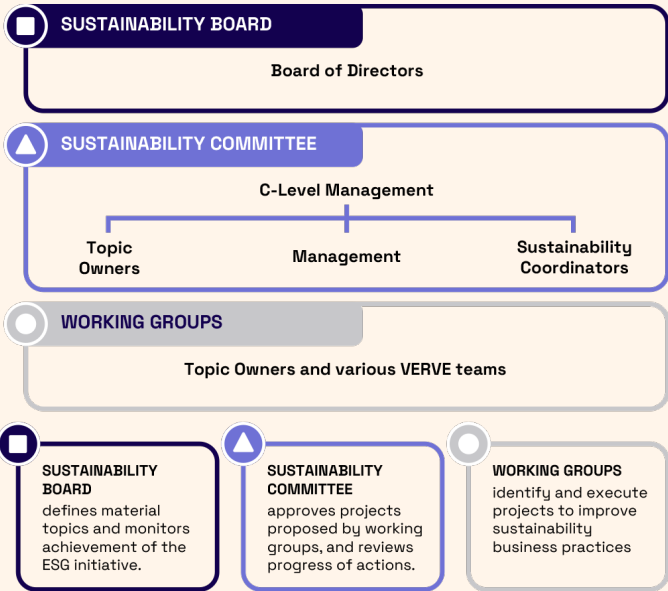 SUSTAINABILITY BOARD
Board of Directors
SUSTAINABILITY COMMITTEE
C-Level Management
Topic
Owners
Management
Sustainability
Coordinators
WORKING GROUPS
Topic Owners and various VERVE teams
SUSTAINABILITY
BOARD
defines material
topics and monitors
achievement of the
ESG initiative.
SUSTAINABILITY
COMMITTEE
approves projects
proposed by working
groups, and reviews
progress of actions.
WORKING GROUPS
identify and execute
projects to improve
sustainability
business practices